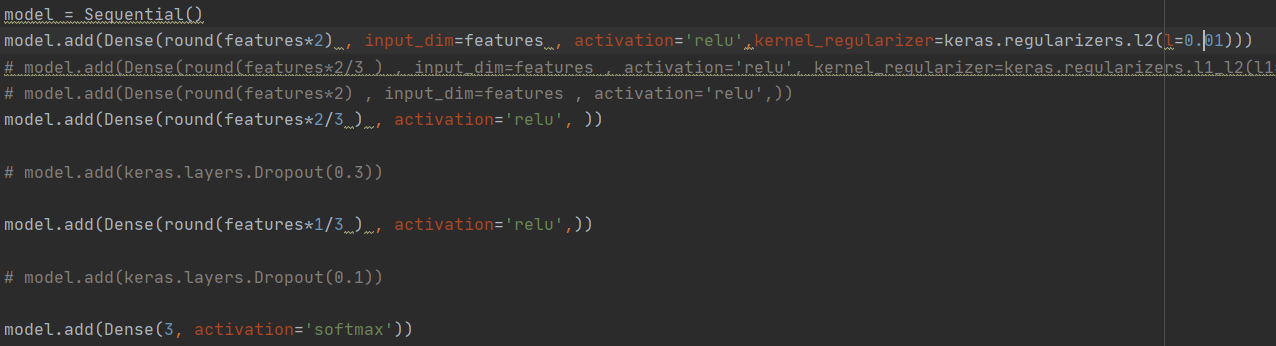 model = Sequential()
model.add(Dense(round(features*2) , input_dim=features , activation='relu',kernel_regularizer=keras.regularizers.l2(l=0.01)))
# model.add(Dense(round(features*2/3 ) , input_dim=features , activation='relu', kernel_regularizer=keras.regularizers.l1_l2(l1=
# model.add(Dense(round(features*2) , input_dim=features , activation='relu',))
model.add(Dense(round(features*2/3 ) , activation='relu', ))
# model.add(keras.layers.Dropout(0.3))
model.add(Dense(round(features*1/3 ) , activation='relu',))
# model.add(keras.layers.Dropout(0.1))
model.add(Dense(3, activation='softmax'))